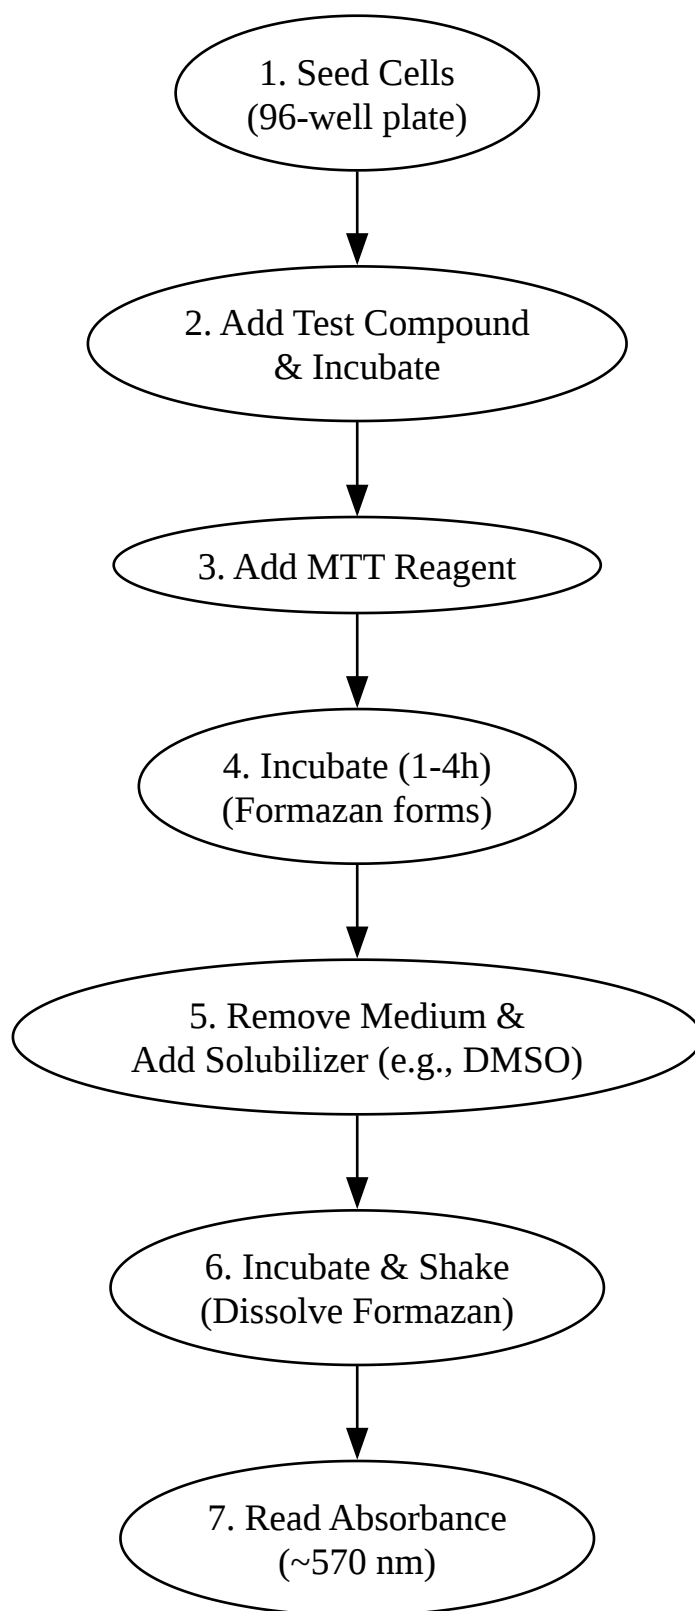 1. Seed Cells
(96-well plate)
2. Add Test Compound
& Incubate
3. Add MTT Reagent
4. Incubate (1-4h)
(Formazan forms)
5. Remove Medium &
Add Solubilizer (e.g., DMSO)
6. Incubate & Shake
(Dissolve Formazan)
7. Read Absorbance
(~570 nm)